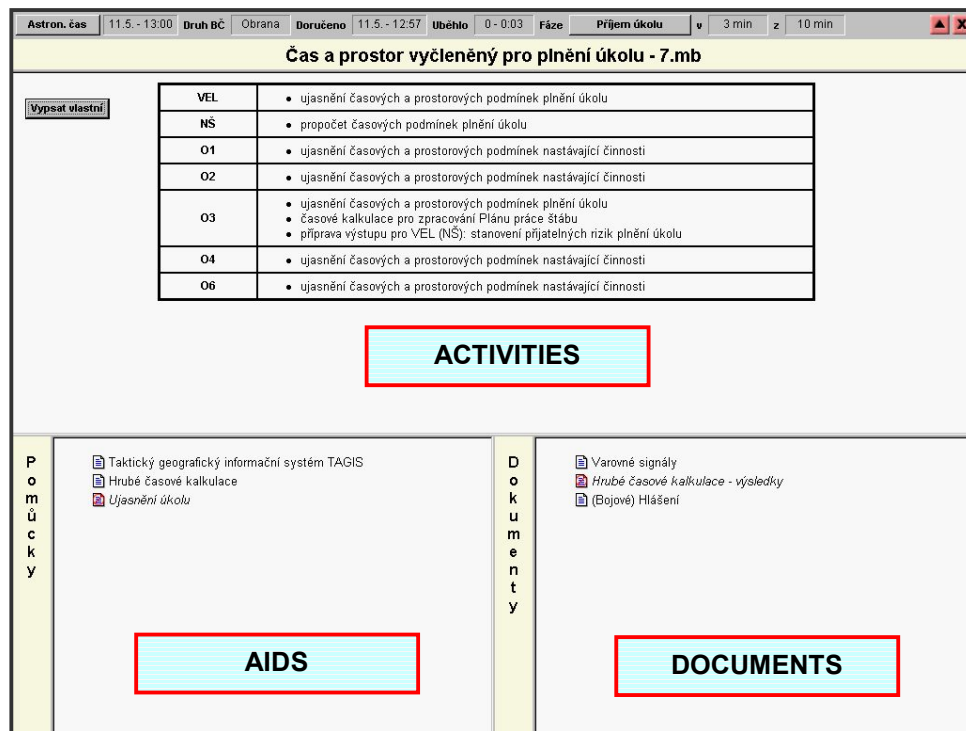 Astron. čas 11.5. - 13:00 Druh BČ Obrana Doručeno 11.5. - 12:57 Uběhlo 0 - 0:03 Fáze Příjem úkolu v 3 min z 10 min X
Čas a prostor vyčleněný pro plnění úkolu - 7.mb
Vypsat vlastní
VEL • ujasnění časových a prostorových podmínek plnění úkolu
NŠ • propočet časových podmínek plnění úkolu
O1 • ujasnění časových a prostorových podmínek nastávající činnosti
O2 • ujasnění časových a prostorových podmínek nastávající činnosti
O3 • ujasnění časových a prostorových podmínek plnění úkolu
• časové kalkulace pro zpracování Plánu práce štábu
• příprava výstupu pro VEL (NŠ): stanovení přijatelných rizik plnění úkolu
O4 • ujasnění časových a prostorových podmínek nastávající činnosti
O6 • ujasnění časových a prostorových podmínek nastávající činnosti
ACTIVITIES
Pomůcky
Taktický geografický informační systém TAGIS
Hrubé časové kalkulace
Ujasnění úkolu
AIDS
Dokumenty
Varovné signály
Hrubé časové kalkulace - výsledky
(Bojové) Hlášení
DOCUMENTS